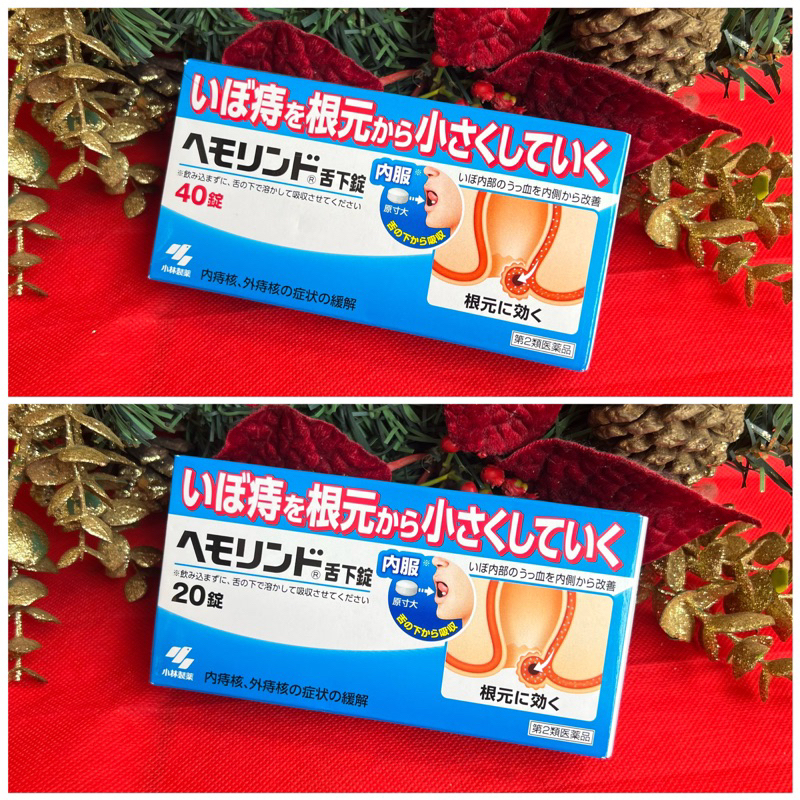 いぼ痔を根元から小さくしていく
ヘモリンド®舌下錠
※飲み込まずに、舌の下で溶かして吸収させてください
40錠
内服※
原寸大
舌の下から吸収
いぼ内部のうっ血を内側から改善
根元に効く
小林製薬
内痔核、外痔核の症状の緩解
第2類医薬品
いぼ痔を根元から小さくしていく
ヘモリンド®舌下錠
※飲み込まずに、舌の下で溶かして吸収させてください
20錠
内服※
原寸大
舌の下から吸収
いぼ内部のうっ血を内側から改善
根元に効く
小林製薬
内痔核、外痔核の症状の緩解
第2類医薬品